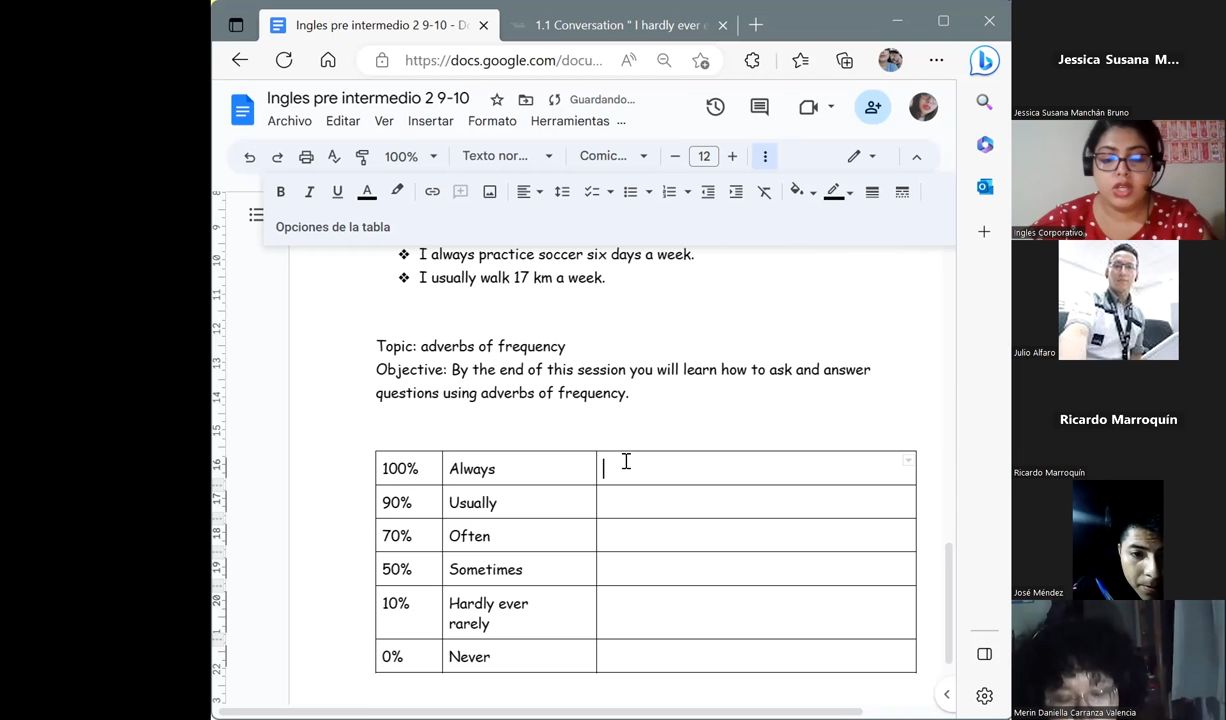 Ingles pre intermedio 2 9-10 - Do
1.1 Conversation " I hardly ever e
https://docs.google.com/docu...
Ingles pre intermedio 2 9-10
Guardando...
Archivo Editar Ver Insertar Formato Herramientas ...
100% Texto nor... Comic... 12
Opciones de la tabla
I always practice soccer six days a week.
I usually walk 17 km a week.
Topic: adverbs of frequency
Objective: By the end of this session you will learn how to ask and answer
questions using adverbs of frequency.
100% Always
90% Usually
70% Often
50% Sometimes
10% Hardly ever
rarely
0% Never
Jessica Susana M...
Jessica Susana Manchán Bruno
Ingles Corporativo
Julio Alfaro
Ricardo Marroquín
Ricardo Marroquín
José Méndez
Merin Daniella Carranza Valencia